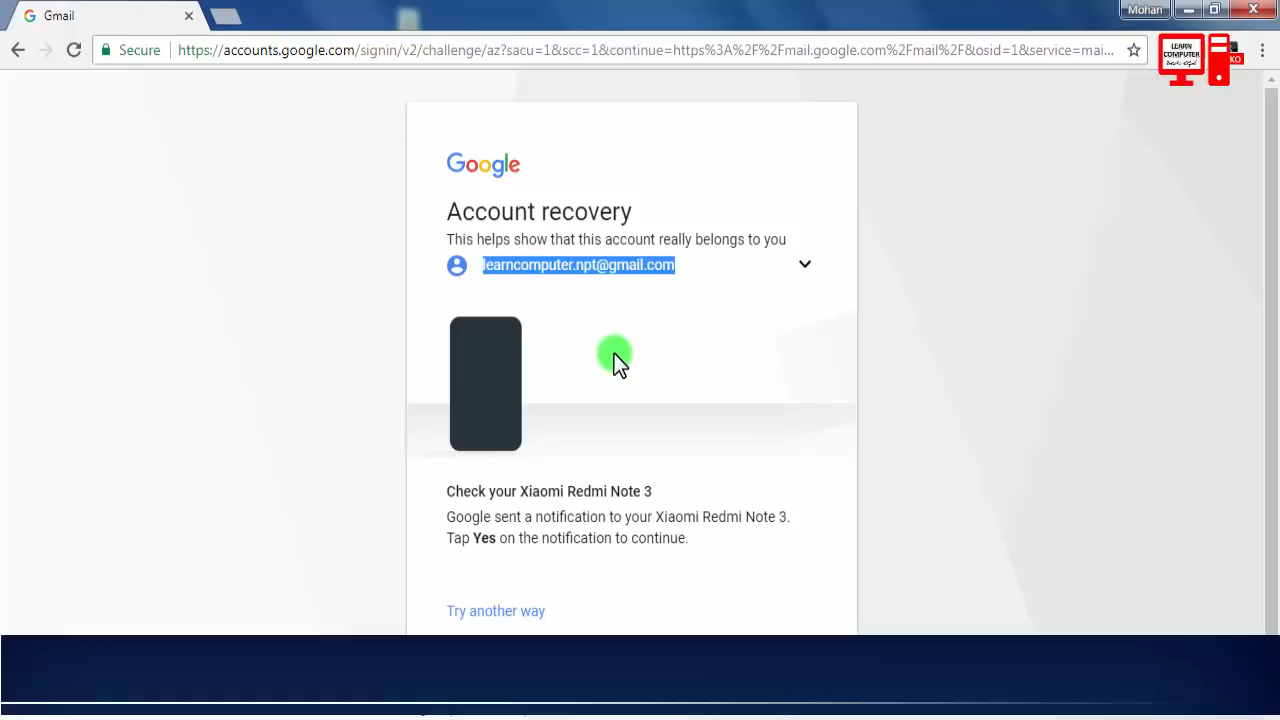 Gmail
Mohan
Secure
https://accounts.google.com/signin/v2/challenge/az?sarp=1&scc=1&continue=https%3A%2F%2Fmail.google.com%2Fmail%2F&osid=1&service=mai...
LEARN
COMPUTER
Google
Account recovery
This helps show that this account really belongs to you
learncomputer.npt@gmail.com
Check your Xiaomi Redmi Note 3
Google sent a notification to your Xiaomi Redmi Note 3.
Tap Yes on the notification to continue.
Try another way